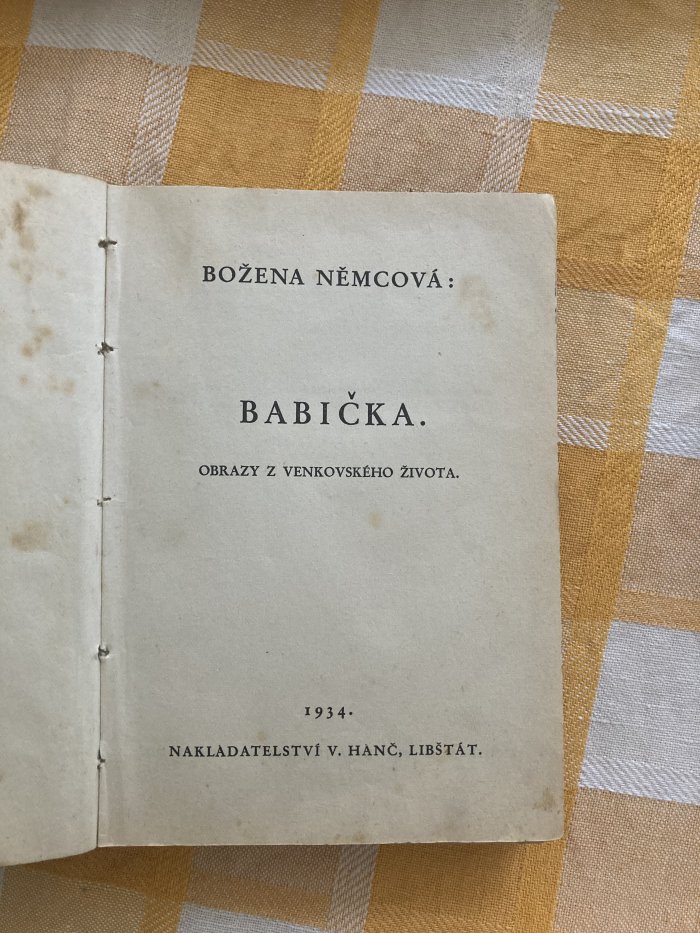 BOŽENA NĚMCOVÁ:
BABIČKA.
OBRAZY Z VENKOVSKÉHO ŽIVOTA.
1934.
NAKLADATELSTVÍ V. HANČ, LIBŠTÁT.